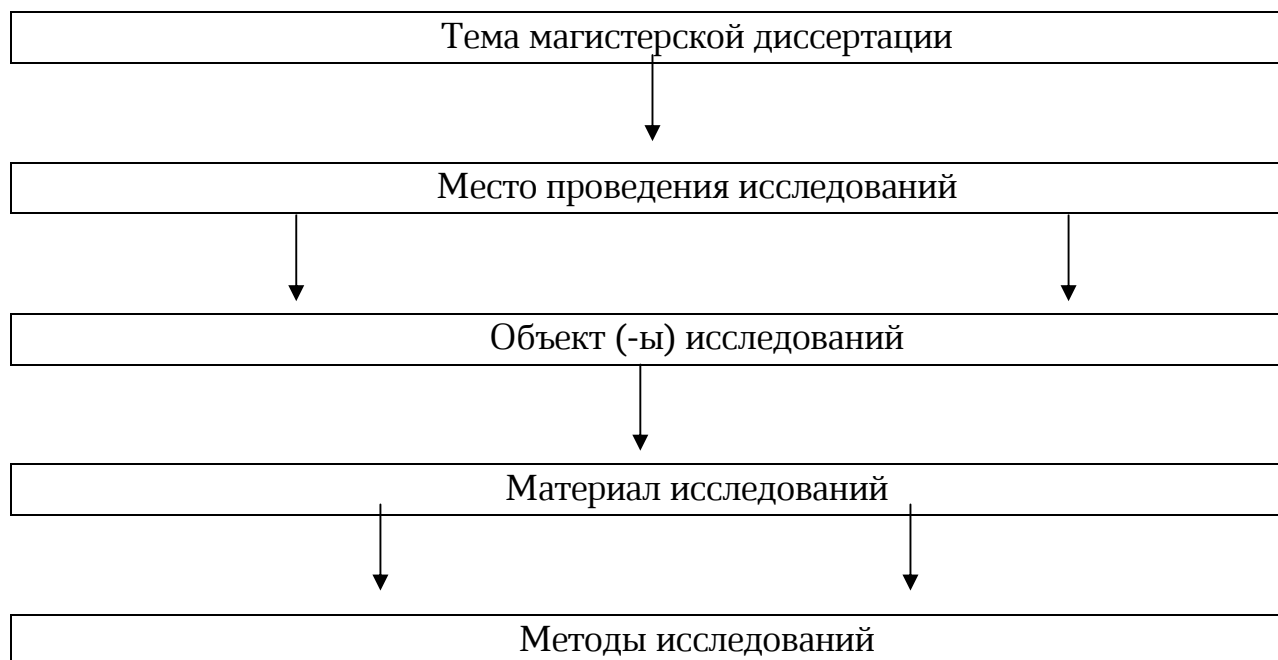 Тема магистерской диссертации
Место проведения исследований
Объект (-ы) исследований
Материал исследований
Методы исследований